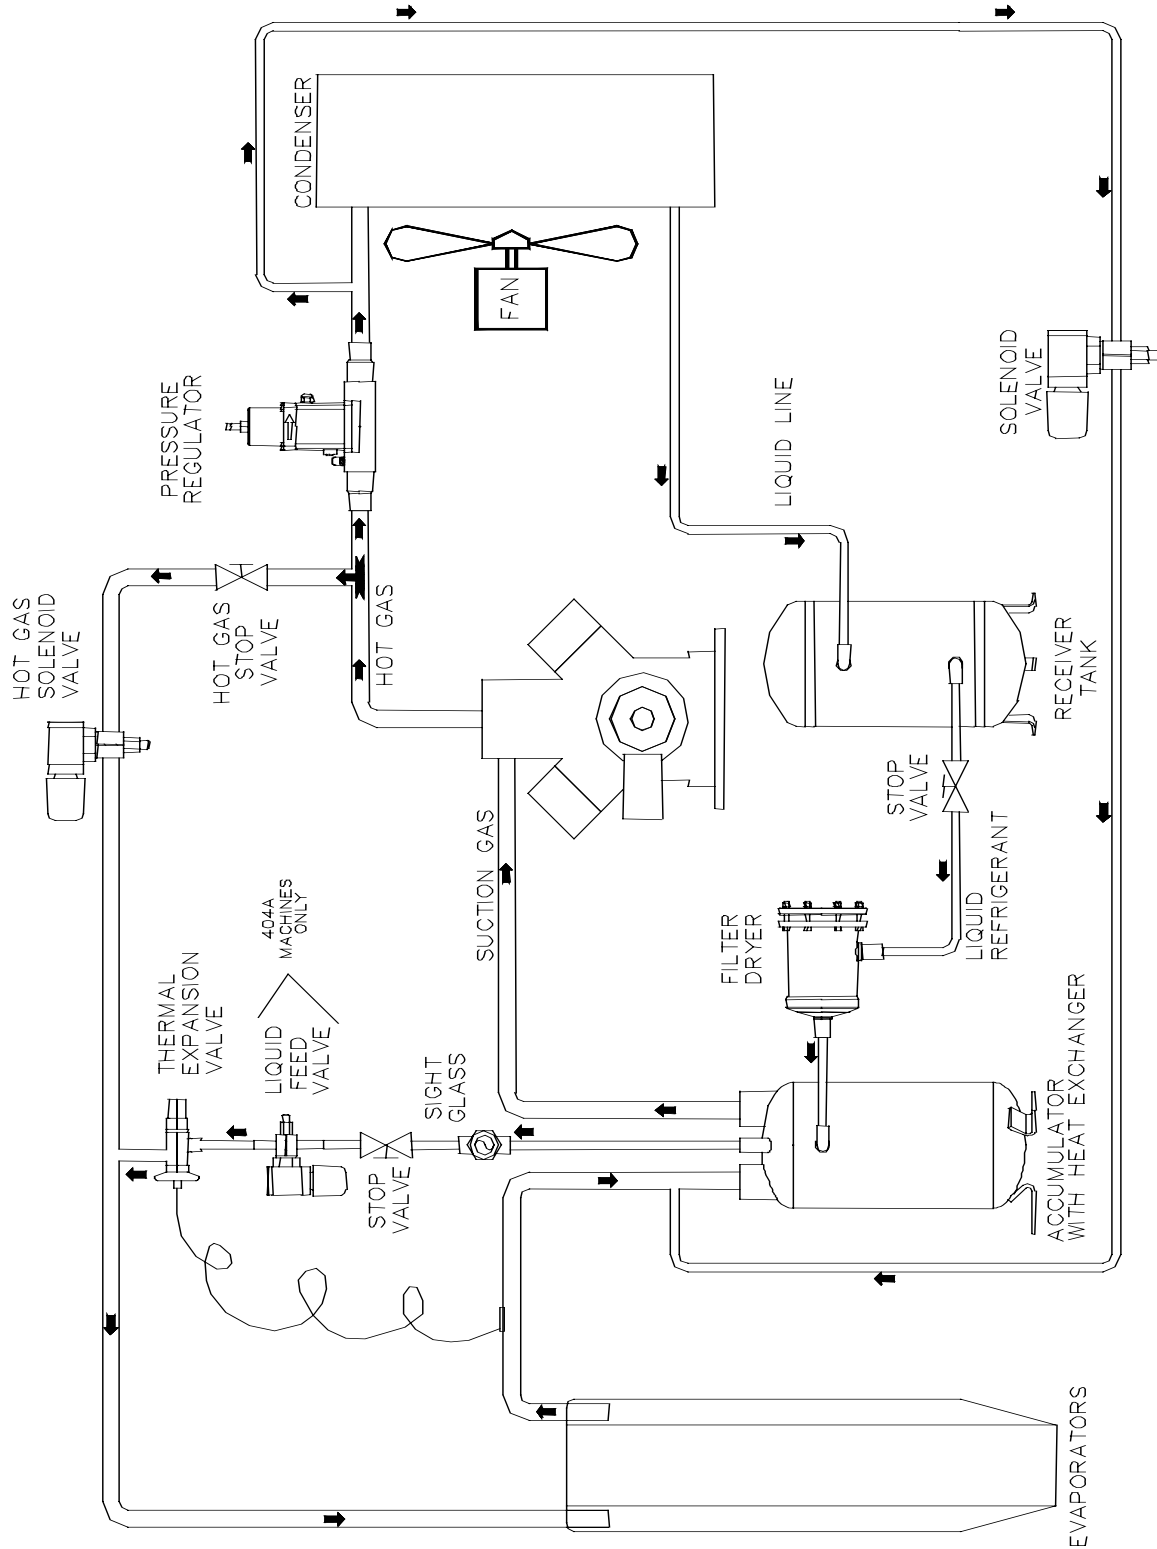 HOT GAS
SOLENOID
VALVE
HOT GAS
STOP
VALVE
PRESSURE
REGULATOR
CONDENSER
HOT GAS
FAN
THERMAL
EXPANSION
VALVE
LIQUID
FEED
VALVE
404A
MACHINES
ONLY
STOP
VALVE
SIGHT
GLASS
SUCTION GAS
LIQUID LINE
FILTER
DRYER
STOP
VALVE
LIQUID
REFRIGERANT
RECEIVER
TANK
SOLENOID
VALVE
ACCUMULATOR
WITH HEAT EXCHANGER
EVAPORATORS